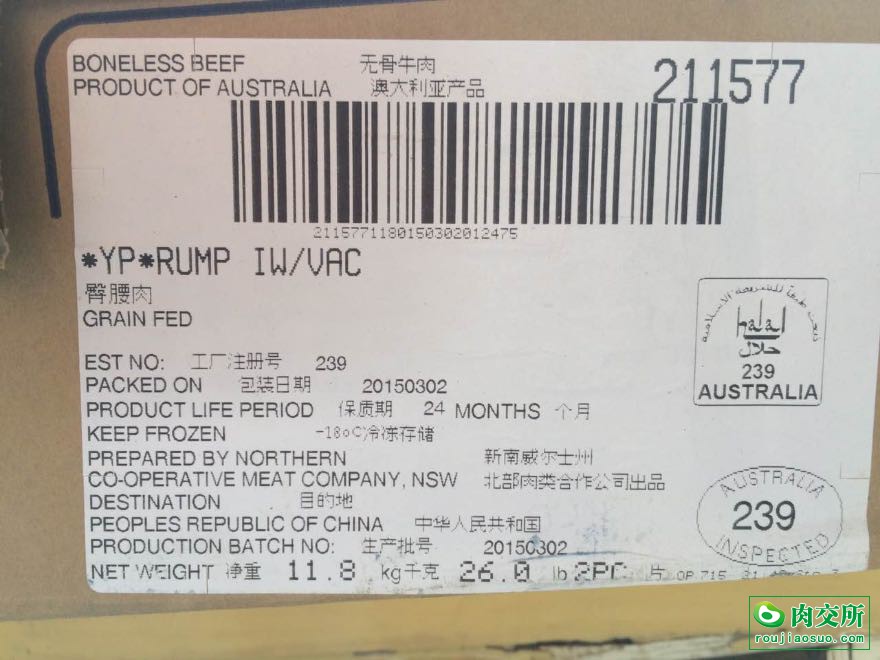 BONELESS BEEF 无骨牛肉
PRODUCT OF AUSTRALIA 澳大利亚产品
211577
2115771180150302012475
*YP*RUMP IW/VAC
臀腰肉
GRAIN FED
halal
حلال
239
AUSTRALIA
EST NO: 工厂注册号 239
PACKED ON 包装日期 20150302
PRODUCT LIFE PERIOD 保质期 24 MONTHS 个月
KEEP FROZEN -18oC冷冻存储
PREPARED BY NORTHERN 新南威尔士州
CO-OPERATIVE MEAT COMPANY, NSW 北部肉类合作公司出品
DESTINATION 目的地
PEOPLES REPUBLIC OF CHINA 中华人民共和国
PRODUCTION BATCH NO: 生产批号 20150302
NET WEIGHT 净重 11.8 kg千克 26.0 lb 2PC 片
AUSTRALIA
239
INSPECTED
肉交所
roujiaosuo.com